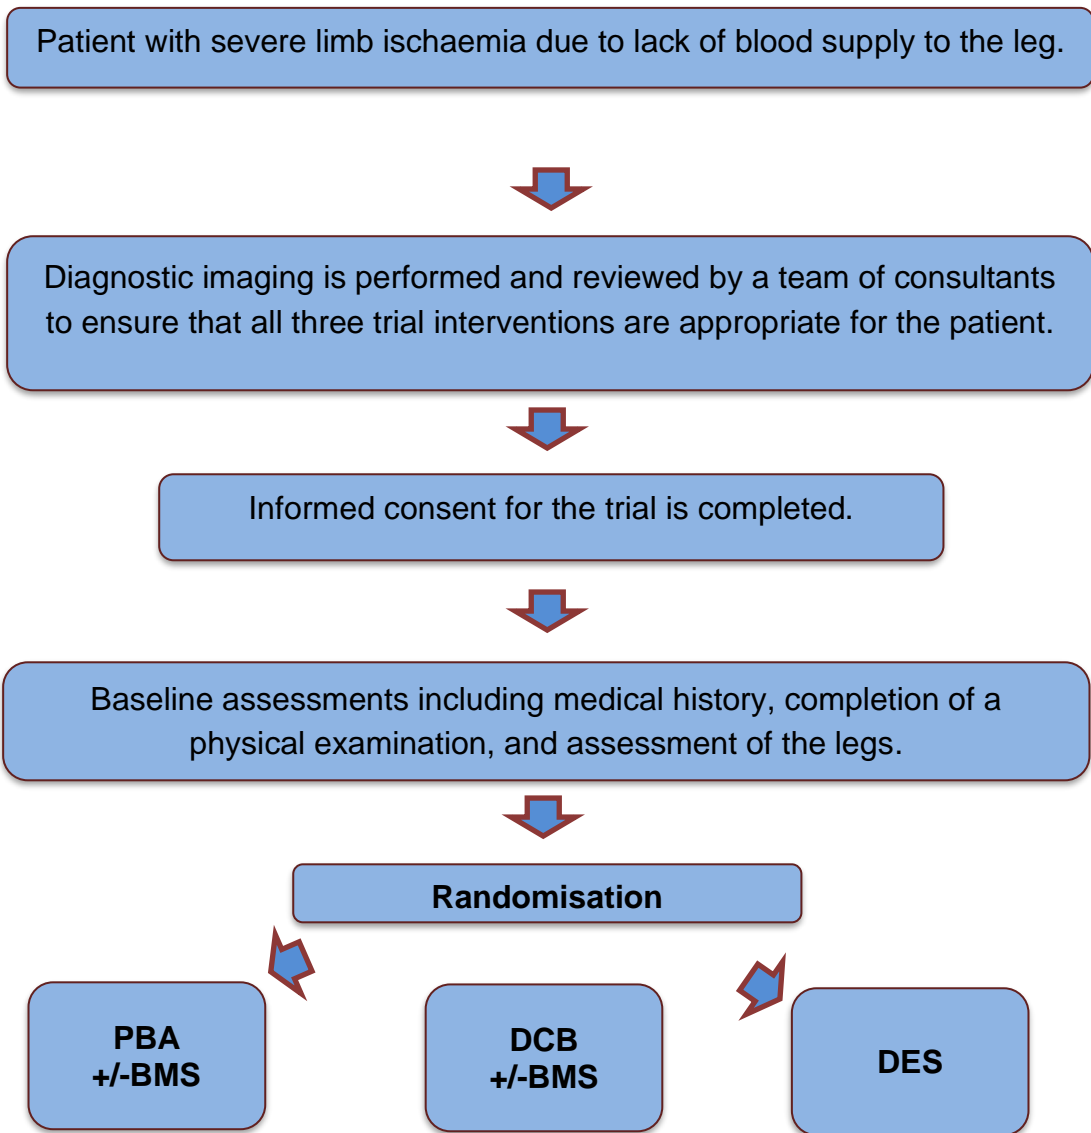 Patient with severe limb ischaemia due to lack of blood supply to the leg.
Diagnostic imaging is performed and reviewed by a team of consultants
to ensure that all three trial interventions are appropriate for the patient.
Informed consent for the trial is completed.
Baseline assessments including medical history, completion of a
physical examination, and assessment of the legs.
Randomisation
PBA
+/-BMS
DCB
+/-BMS
DES